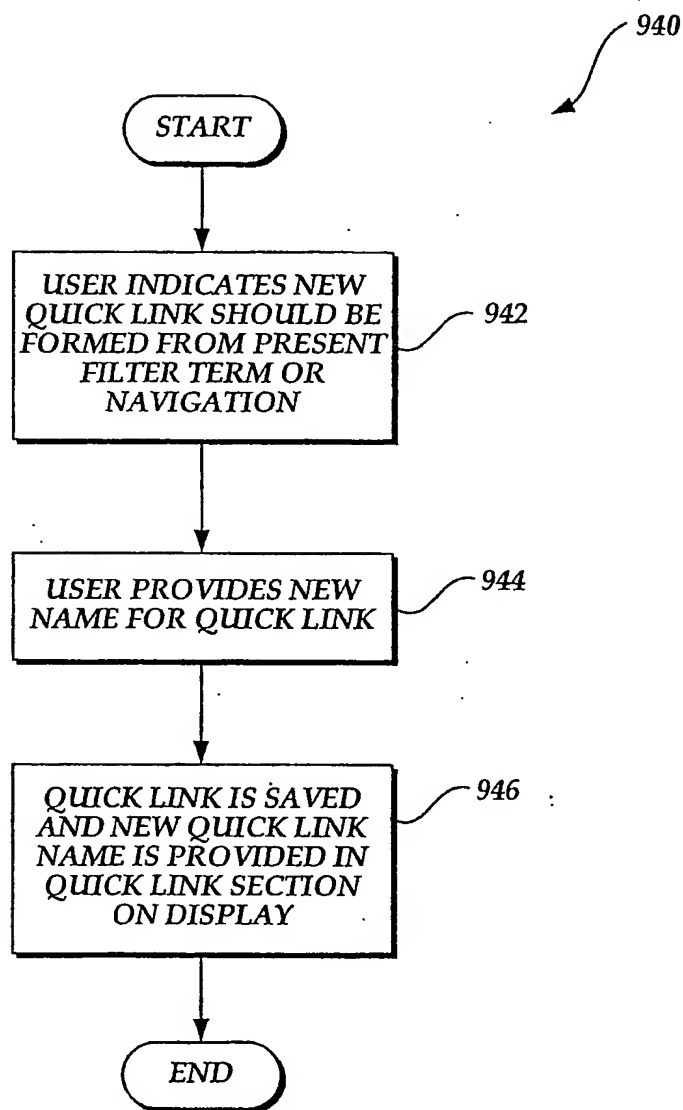 940
START
USER INDICATES NEW
QUICK LINK SHOULD BE
FORMED FROM PRESENT
FILTER TERM OR
NAVIGATION
942
USER PROVIDES NEW
NAME FOR QUICK LINK
944
QUICK LINK IS SAVED
AND NEW QUICK LINK
NAME IS PROVIDED IN
QUICK LINK SECTION
ON DISPLAY
946
END